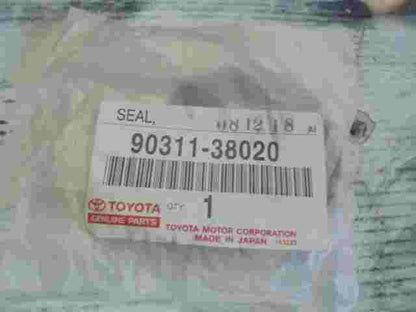 SEAL, 081218
90311-38020
TOYOTA QTY 1
GENUINE PARTS TOYOTA MOTOR CORPORATION
MADE IN JAPAN